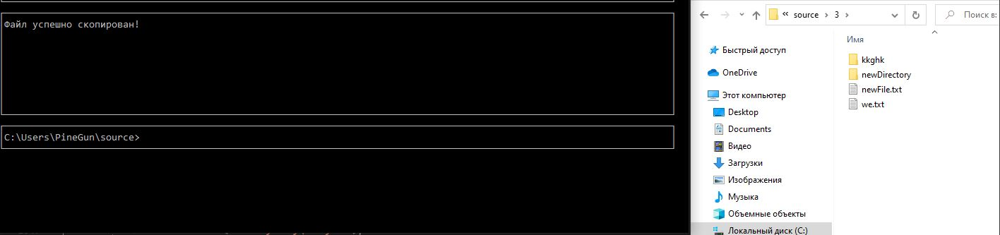 Файл успешно скопирован!
C:\Users\PineGun\source>
« source > 3 >
Поиск в:
Быстрый доступ
OneDrive
Этот компьютер
Desktop
Documents
Видео
Загрузки
Изображения
Музыка
Объемные объекты
Локальный диск (C:)
Имя
kkghk
newDirectory
newFile.txt
we.txt